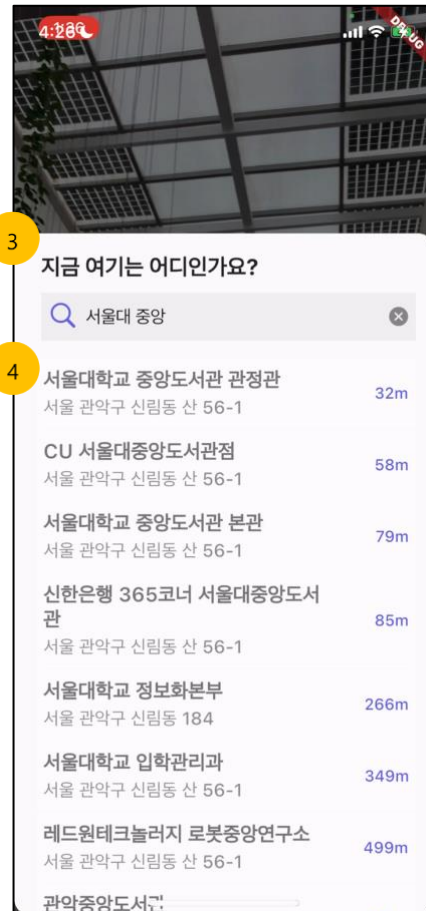 DEBUG
3
지금 여기는 어디인가요?
서울대 중앙
4
서울대학교 중앙도서관 관정관
32m
서울 관악구 신림동 산 56-1
CU 서울대중앙도서관점
58m
서울 관악구 신림동 산 56-1
서울대학교 중앙도서관 본관
79m
서울 관악구 신림동 산 56-1
신한은행 365코너 서울대중앙도서
관
85m
서울 관악구 신림동 산 56-1
서울대학교 정보화본부
266m
서울 관악구 신림동 184
서울대학교 입학관리과
349m
서울 관악구 신림동 산 56-1
레드원테크놀러지 로봇중앙연구소
499m
서울 관악구 신림동 산 56-1
관악중앙도서관